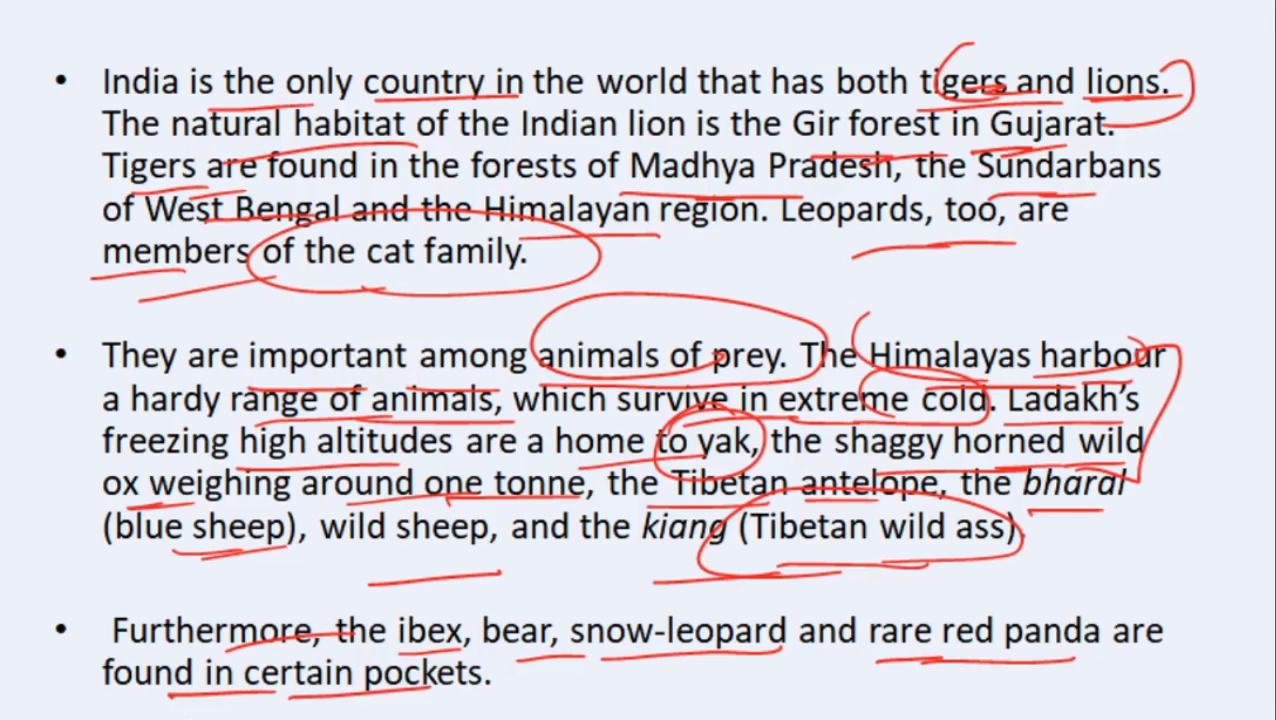 • India is the only country in the world that has both tigers and lions.
The natural habitat of the Indian lion is the Gir forest in Gujarat.
Tigers are found in the forests of Madhya Pradesh, the Sundarbans
of West Bengal and the Himalayan region. Leopards, too, are
members of the cat family.
• They are important among animals of prey. The Himalayas harbour
a hardy range of animals, which survive in extreme cold. Ladakh's
freezing high altitudes are a home to yak, the shaggy horned wild
ox weighing around one tonne, the Tibetan antelope, the bharal
(blue sheep), wild sheep, and the kiang (Tibetan wild ass).
• Furthermore, the ibex, bear, snow-leopard and rare red panda are
found in certain pockets.